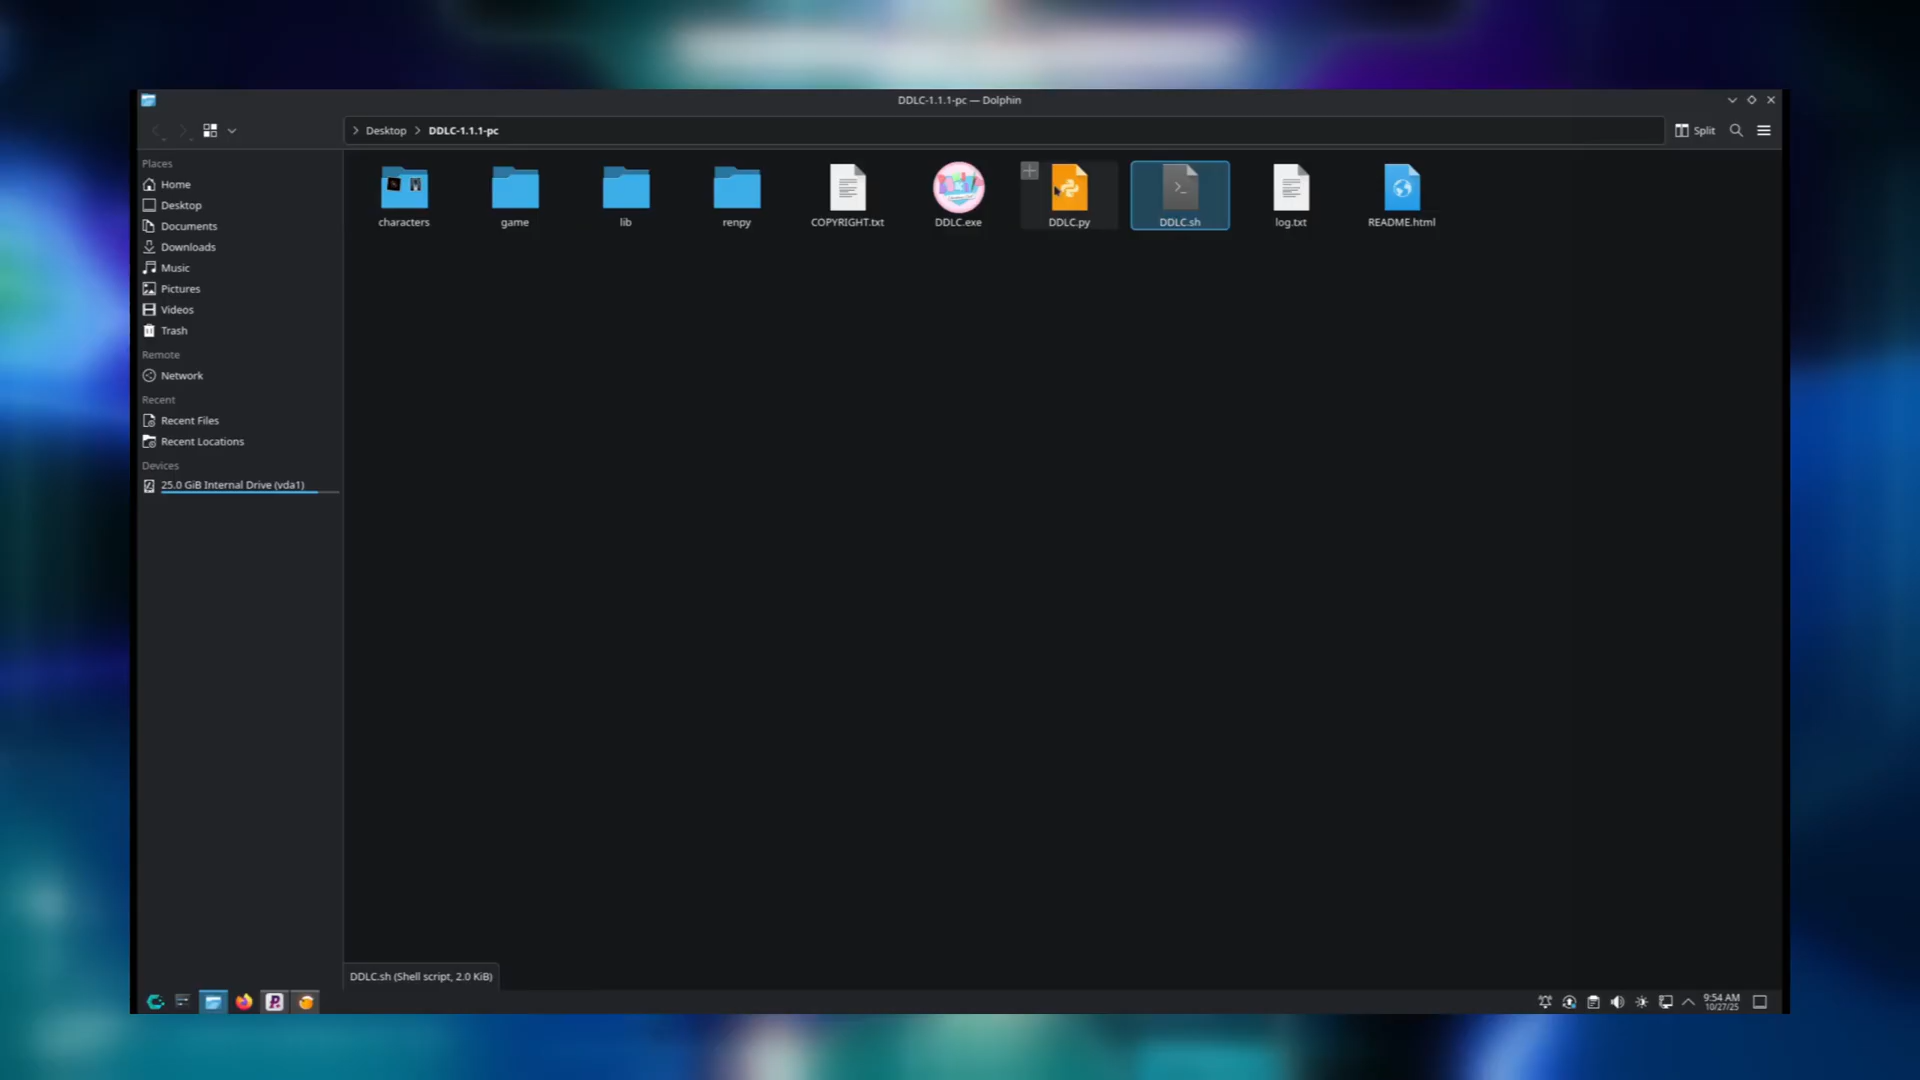 DDLC-1.1.1-pc — Dolphin
Desktop
DDLC-1.1.1-pc
Split
Places
Home
Desktop
Documents
Downloads
Music
Pictures
Videos
Trash
Remote
Network
Recent
Recent Files
Recent Locations
Devices
25.0 GiB Internal Drive (vda1)
characters
game
lib
renpy
COPYRIGHT.txt
DDLC.exe
DDLC.py
DDLC.sh
log.txt
README.html
DDLC.sh (Shell script, 2.0 KiB)
9:54 AM
10/27/25